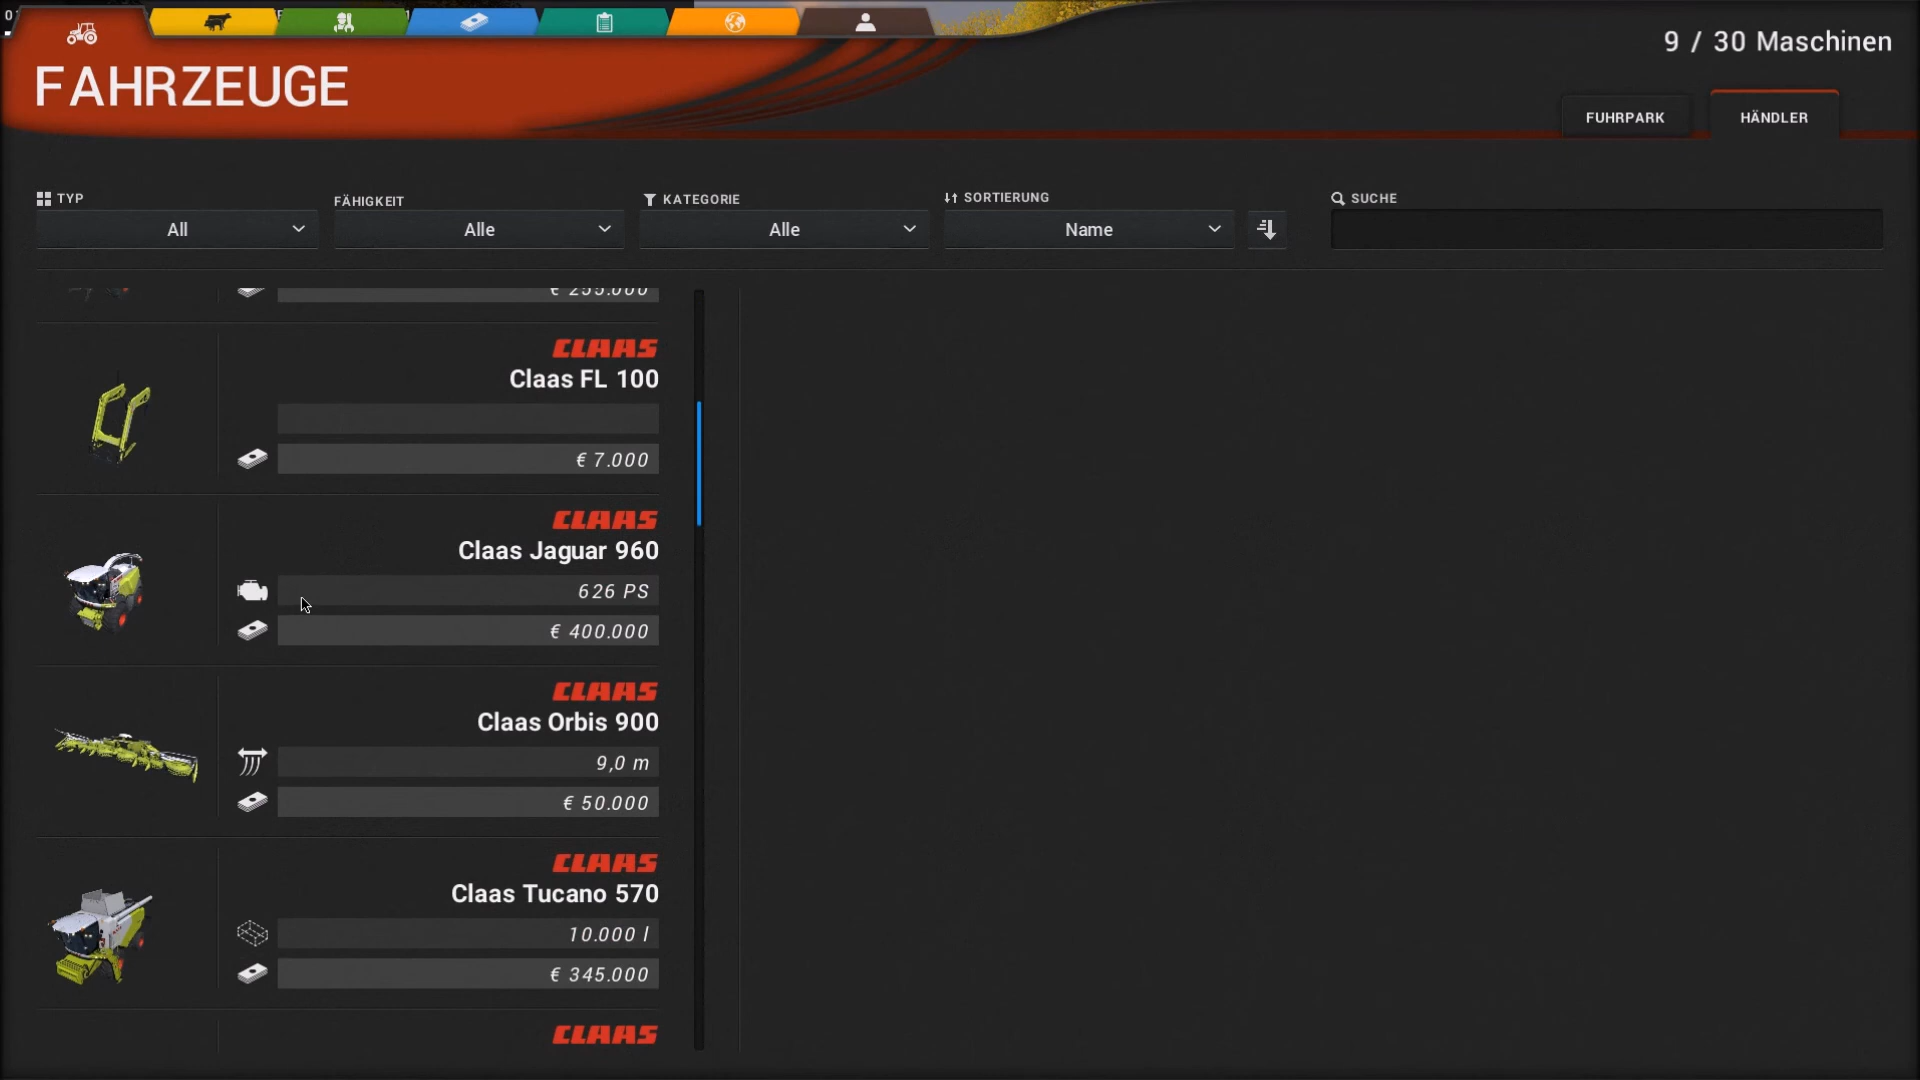 9 / 30 Maschinen
FAHRZEUGE
FUHRPARK
HÄNDLER
TYP
FÄHIGKEIT
KATEGORIE
SORTIERUNG
SUCHE
All
Alle
Alle
Name
€ 255.000
CLAAS
Claas FL 100
€ 7.000
CLAAS
Claas Jaguar 960
626 PS
€ 400.000
CLAAS
Claas Orbis 900
9,0 m
€ 50.000
CLAAS
Claas Tucano 570
10.000 l
€ 345.000
CLAAS